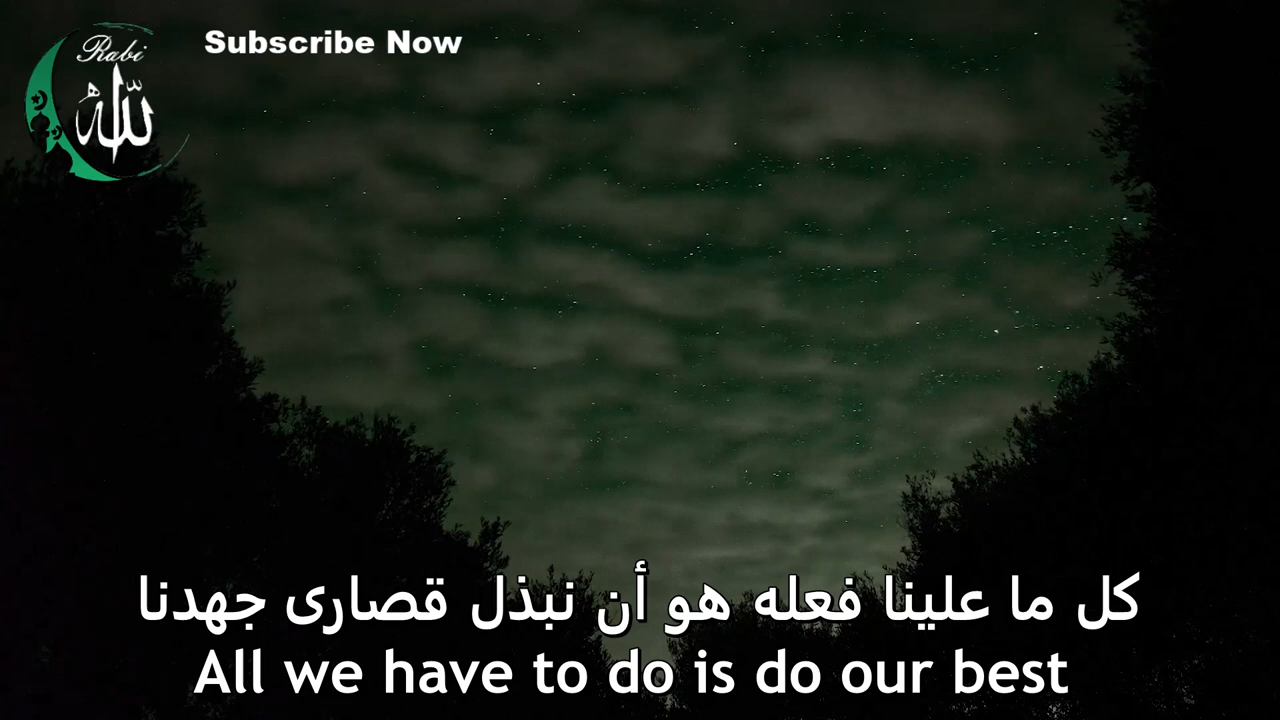 Rabi
الله
Subscribe Now
كل ما علينا فعله هو أن نبذل قصارى جهدنا
All we have to do is do our best